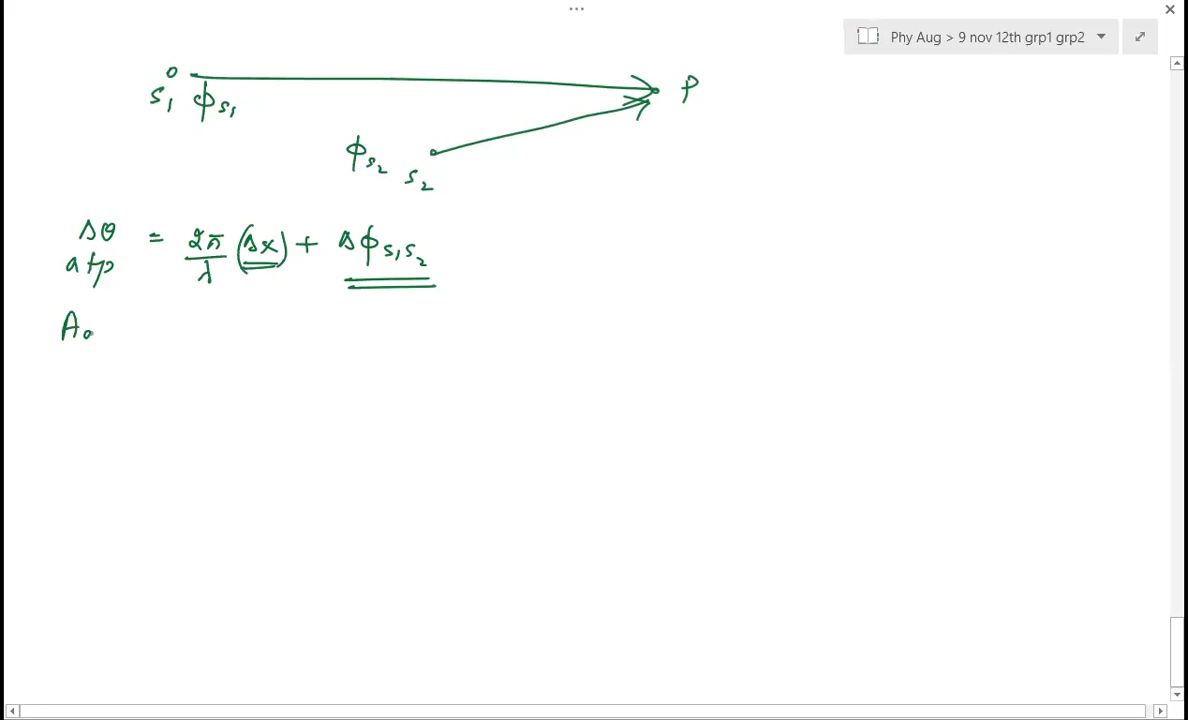 Phy Aug > 9 nov 12th grp1 grp2
S₁ ϕs₁ P
ϕs₂ S₂
Δθ = 2π/λ (Δx) + Δϕs₁s₂
at p
A₀